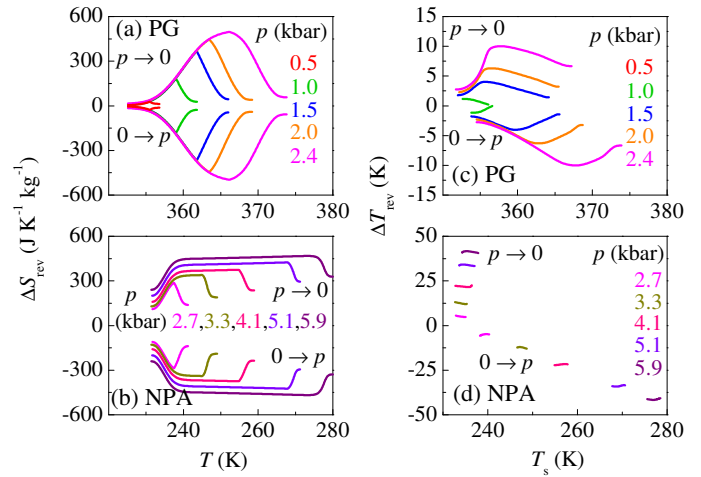 (a) PG
p (kbar)
p → 0
0.5
1.0
1.5
2.0
2.4
0 → p
600
400
200
0
-200
-400
-600
360
380
ΔS_rev (J K⁻¹ kg⁻¹)
(c) PG
p (kbar)
p → 0
0.5
1.0
1.5
2.0
2.4
0 → p
15
10
5
0
-5
-10
-15
360
380
ΔT_rev (K)
(b) NPA
p
(kbar) 2.7,3.3,4.1,5.1,5.9
p → 0
0 → p
600
300
0
-300
-600
240
260
280
T (K)
(d) NPA
p → 0
p (kbar)
2.7
3.3
4.1
5.1
5.9
0 → p
50
25
0
-25
-50
240
260
280
T_s (K)